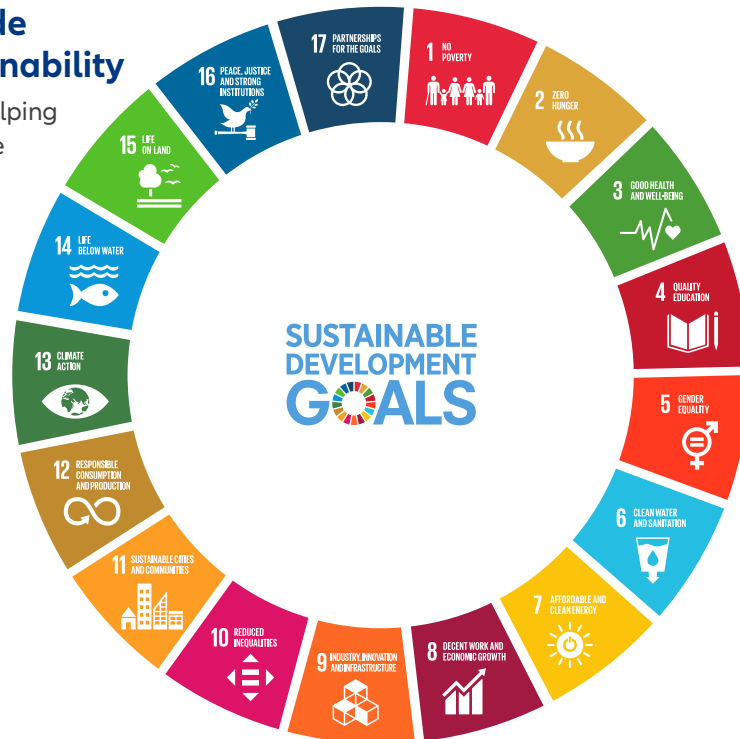 de
nability
elping
e
1 NO
POVERTY
2 ZERO
HUNGER
3 GOOD HEALTH
AND WELL-BEING
4 QUALITY
EDUCATION
5 GENDER
EQUALITY
6 CLEAN WATER
AND SANITATION
7 AFFORDABLE AND
CLEAN ENERGY
8 DECENT WORK AND
ECONOMIC GROWTH
9 INDUSTRY, INNOVATION
AND INFRASTRUCTURE
10 REDUCED
INEQUALITIES
11 SUSTAINABLE CITIES
AND COMMUNITIES
12 RESPONSIBLE
CONSUMPTION
AND PRODUCTION
13 CLIMATE
ACTION
14 LIFE
BELOW WATER
15 LIFE
ON LAND
16 PEACE, JUSTICE
AND STRONG
INSTITUTIONS
17 PARTNERSHIPS
FOR THE GOALS
SUSTAINABLE
DEVELOPMENT
GOALS